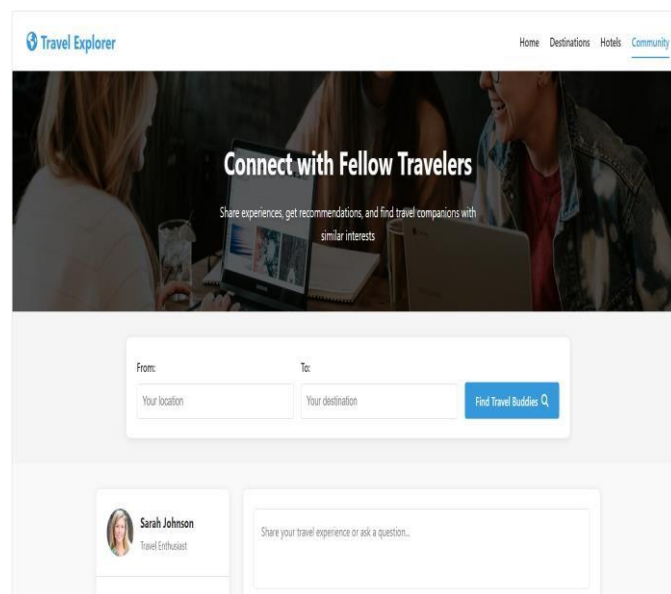 Travel Explorer
Home Destinations Hotels Community
Connect with Fellow Travelers
Share experiences, get recommendations, and find travel companions with
similar interests
From: To:
Your location Your destination Find Travel Buddies
Sarah Johnson
Travel Enthusiast
Share your travel experience or ask a question...
SAMSUNG